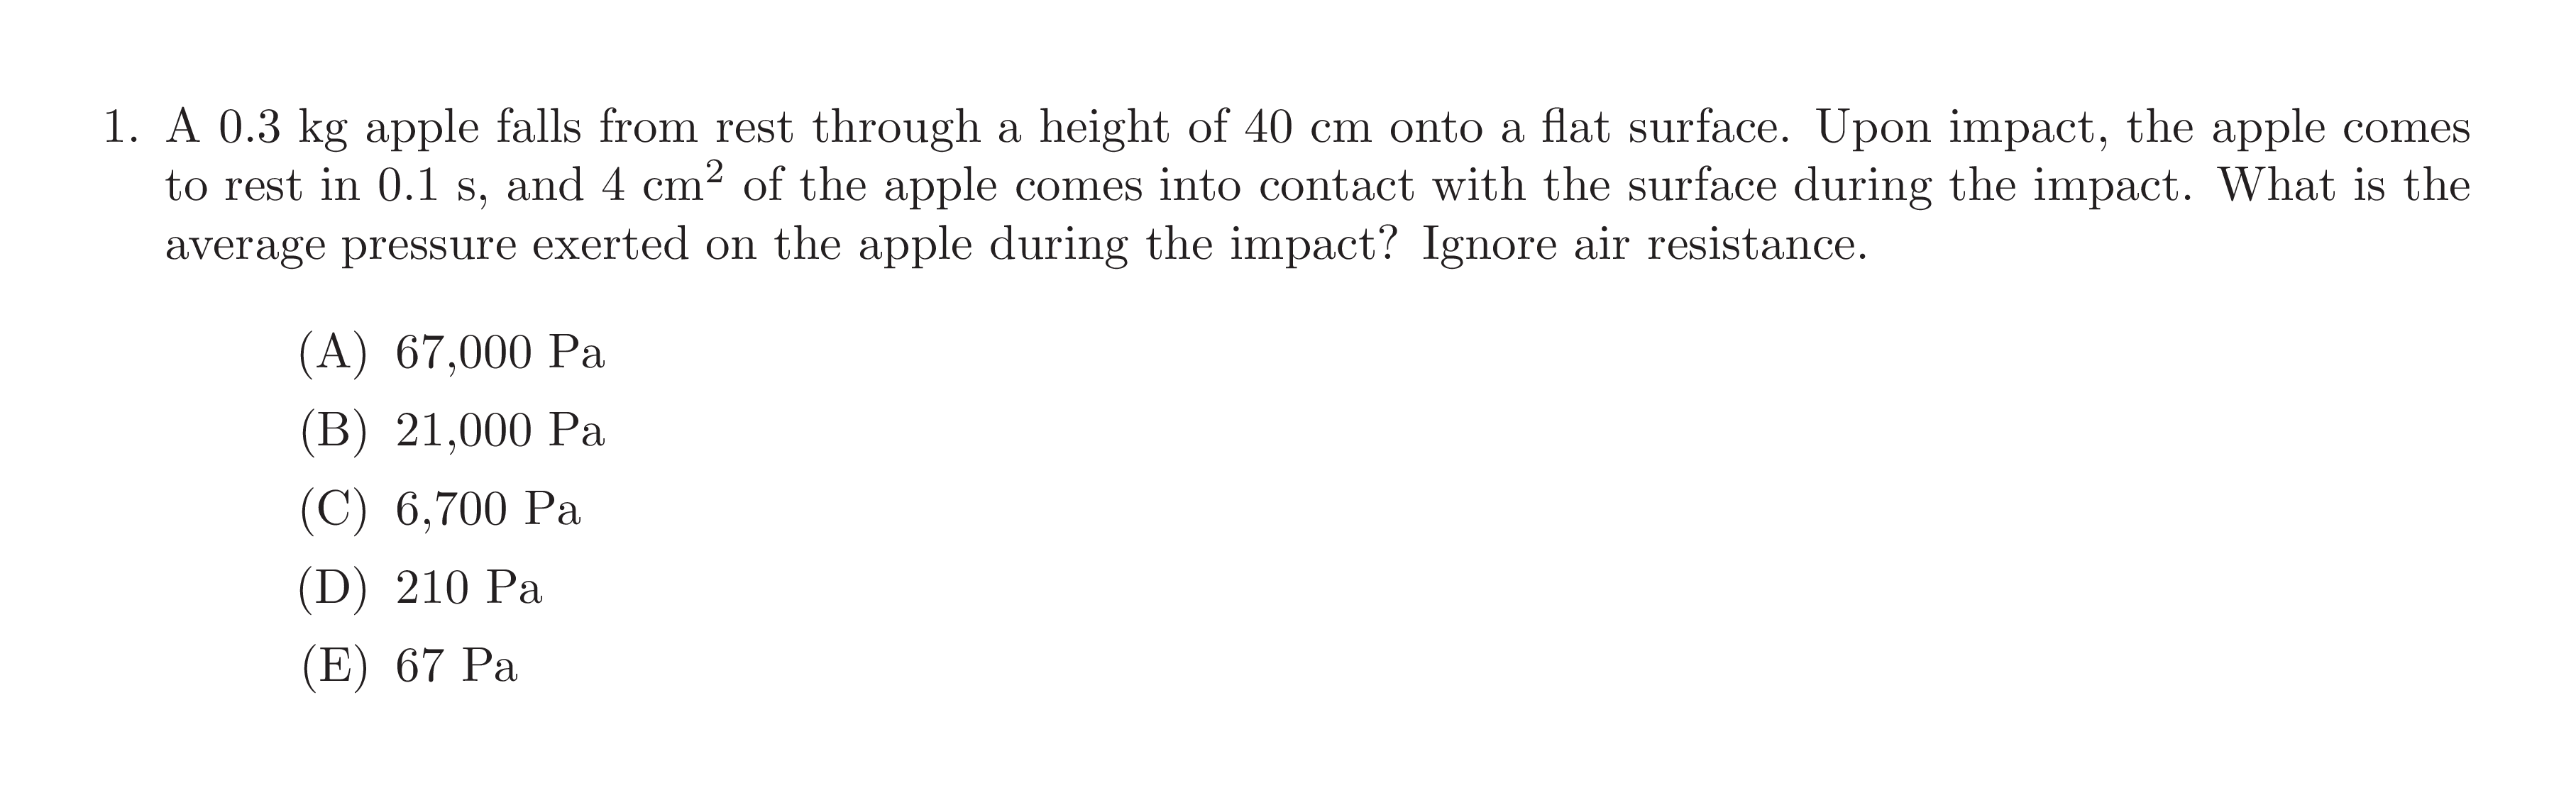 1. A 0.3 kg apple falls from rest through a height of 40 cm onto a flat surface. Upon impact, the apple comes
to rest in 0.1 s, and 4 cm² of the apple comes into contact with the surface during the impact. What is the
average pressure exerted on the apple during the impact? Ignore air resistance.
(A) 67,000 Pa
(B) 21,000 Pa
(C) 6,700 Pa
(D) 210 Pa
(E) 67 Pa